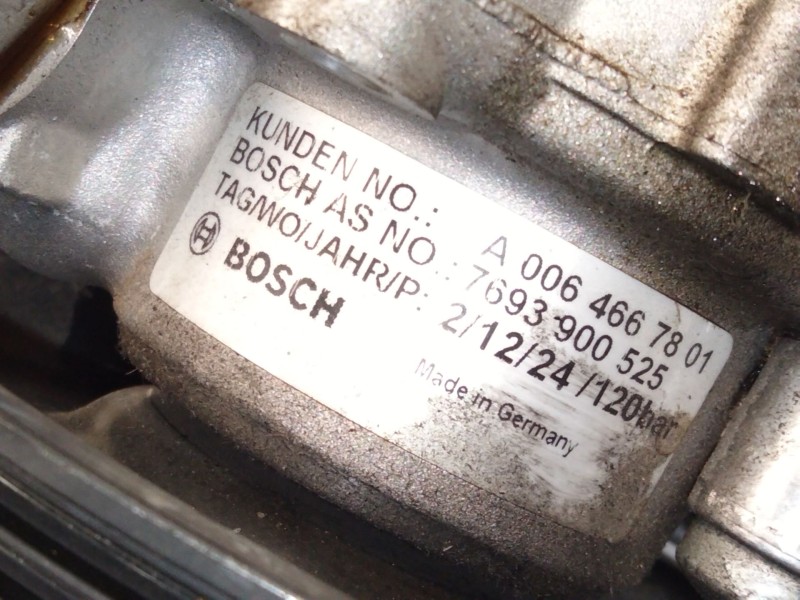 KUNDEN NO.: A 006 466 78 01
BOSCH AS NO.: 7693 900 525
TAG/WO/JAHR/P: 2/12/24/120bar
BOSCH
Made in Germany